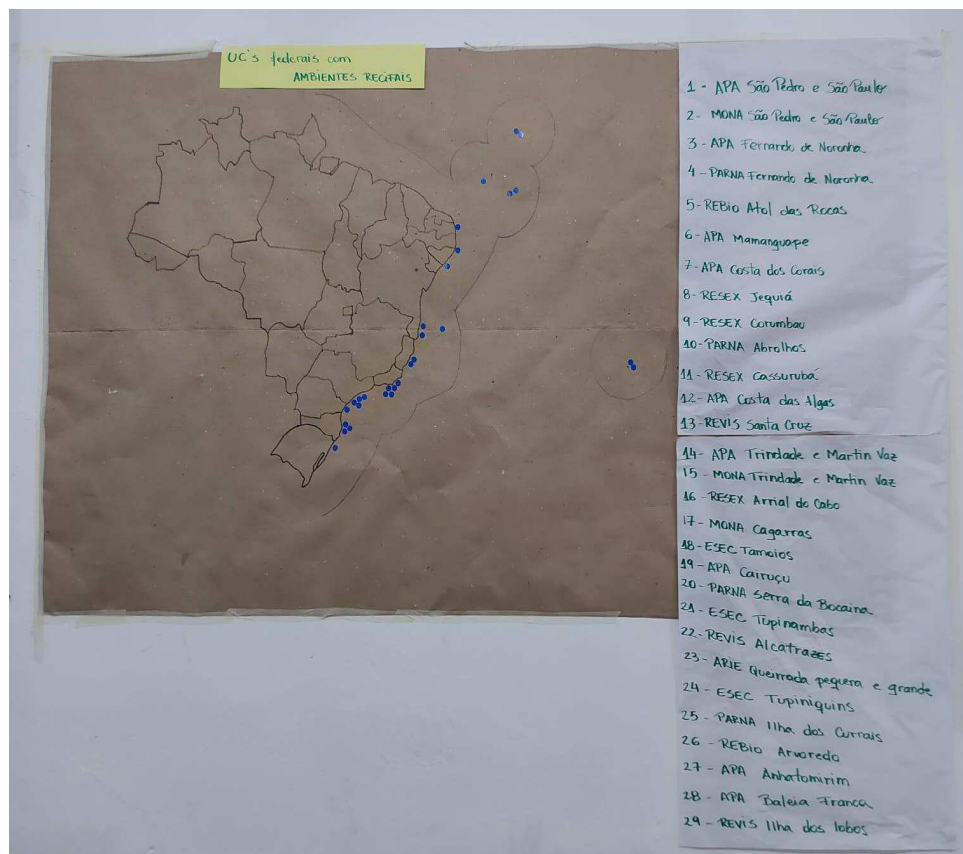 UC's federais com
AMBIENTES RECIFAIS
1 - APA São Pedro e São Paulo
2- MONA São Pedro e São Paulo
3 - APA Fernando de Noronha
4 - PARNA Fernando de Noronha
5 - REBio Atol das Rocas
6 - APA Mamanguape
7 - APA Costa dos Corais
8 - RESEX Jequiá
9 - RESEX Corumbau
10 - PARNA Abrolhos
11 - RESEX Cassurubá
12 - APA Costa das Algas
13 - REVIS Santa Cruz
14 - APA Trindade e Martin Vaz
15 - MONA Trindade e Martin Vaz
16 - RESEX Arrial do Cabo
17 - MONA Cagarras
18 - ESEC Tamoios
19 - APA Cairuçu
20 - PARNA Serra da Bocaina
21 - ESEC Tupinambas
22 - REVIS Alcatrazes
23 - ARIE Queimada pequera e grande
24 - ESEC Tupiniquins
25 - PARNA Ilha dos Currais
26 - REBio Arvoredo
27 - APA Anhatomirim
28 - APA Baleia Franca
29 - REVIS Ilha dos lobos